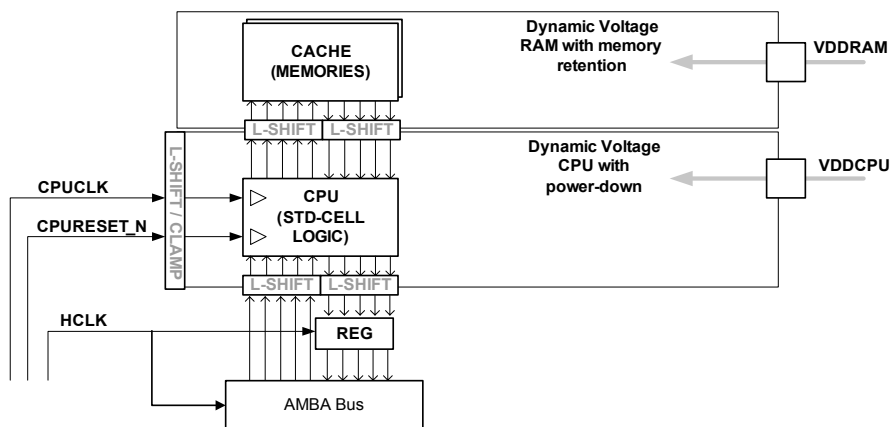 Dynamic Voltage
RAM with memory
retention
VDDRAM
CACHE
(MEMORIES)
L-SHIFT L-SHIFT
Dynamic Voltage
CPU with
power-down
VDDCPU
L-SHIFT / CLAMP
CPUCLK
CPURESET_N
CPU
(STD-CELL
LOGIC)
L-SHIFT L-SHIFT
HCLK
REG
AMBA Bus